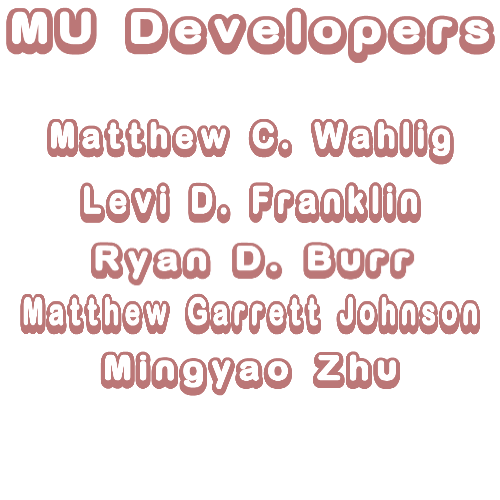 MU Developers
Matthew C. Wahlig
Levi D. Franklin
Ryan D. Burr
Matthew Garrett Johnson
Mingyao Zhu